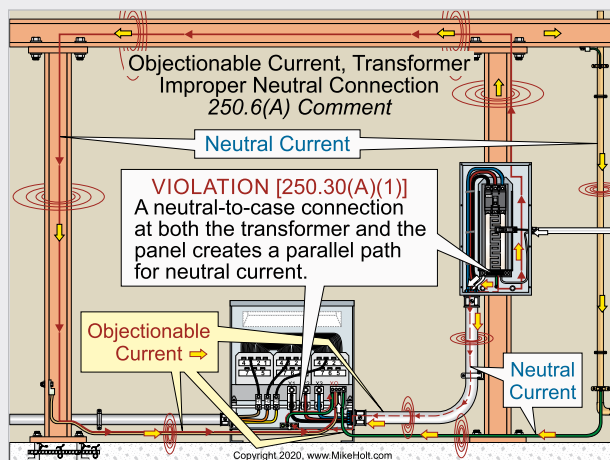 Objectionable Current, Transformer
Improper Neutral Connection
250.6(A) Comment
Neutral Current
VIOLATION [250.30(A)(1)]
A neutral-to-case connection
at both the transformer and the
panel creates a parallel path
for neutral current.
Objectionable
Current
Neutral
Current
Copyright 2020, www.MikeHolt.com